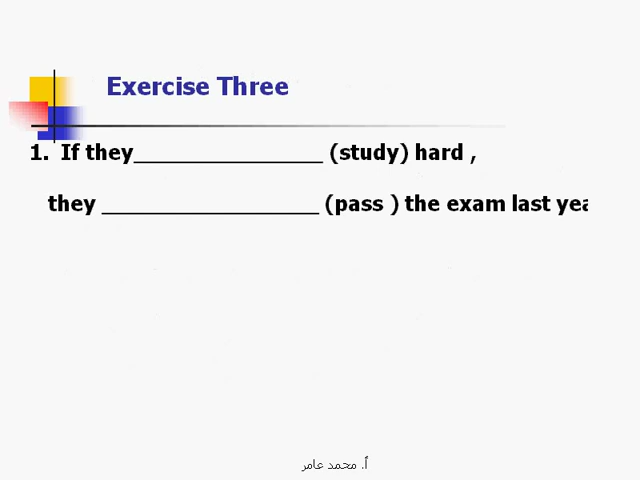 Exercise Three
1. If they_______________ (study) hard ,
they _________________ (pass ) the exam last yea
أ. محمد عامر